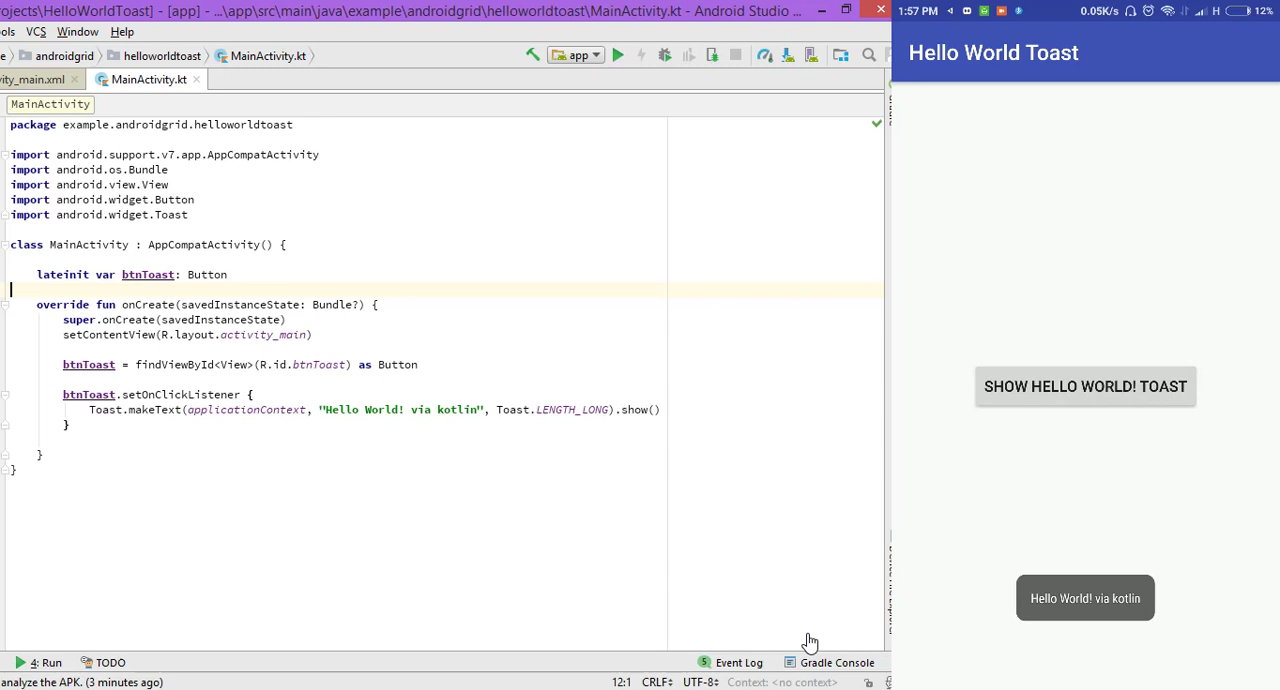 HelloWorldToast] - [app] - ...\app\src\main\java\example\androidgrid\helloworldtoast\MainActivity.kt - Android Studio ...
VCS Window Help
androidgrid helloworldtoast MainActivity.kt
app
ity_main.xml MainActivity.kt
MainActivity
package example.androidgrid.helloworldtoast
import android.support.v7.app.AppCompatActivity
import android.os.Bundle
import android.view.View
import android.widget.Button
import android.widget.Toast
class MainActivity : AppCompatActivity() {
lateinit var btnToast: Button
override fun onCreate(savedInstanceState: Bundle?) {
super.onCreate(savedInstanceState)
setContentView(R.layout.activity_main)
btnToast = findViewById<View>(R.id.btnToast) as Button
btnToast.setOnClickListener {
Toast.makeText(applicationContext, "Hello World! via kotlin", Toast.LENGTH_LONG).show()
}
}
}
4: Run TODO
5 Event Log Gradle Console
analyze the APK. (3 minutes ago)
12:1 CRLF UTF-8 Context: <no context>
1:57 PM 0.05K/s H 12%
Hello World Toast
SHOW HELLO WORLD! TOAST
Hello World! via kotlin